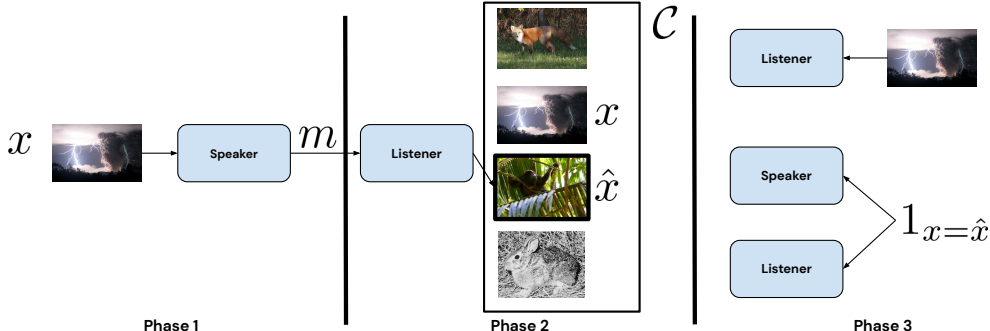 x
Speaker
m
Phase 1
Listener
x
x̂
𝒞
Phase 2
Listener
Speaker
1ₓ₌x̂
Listener
Phase 3